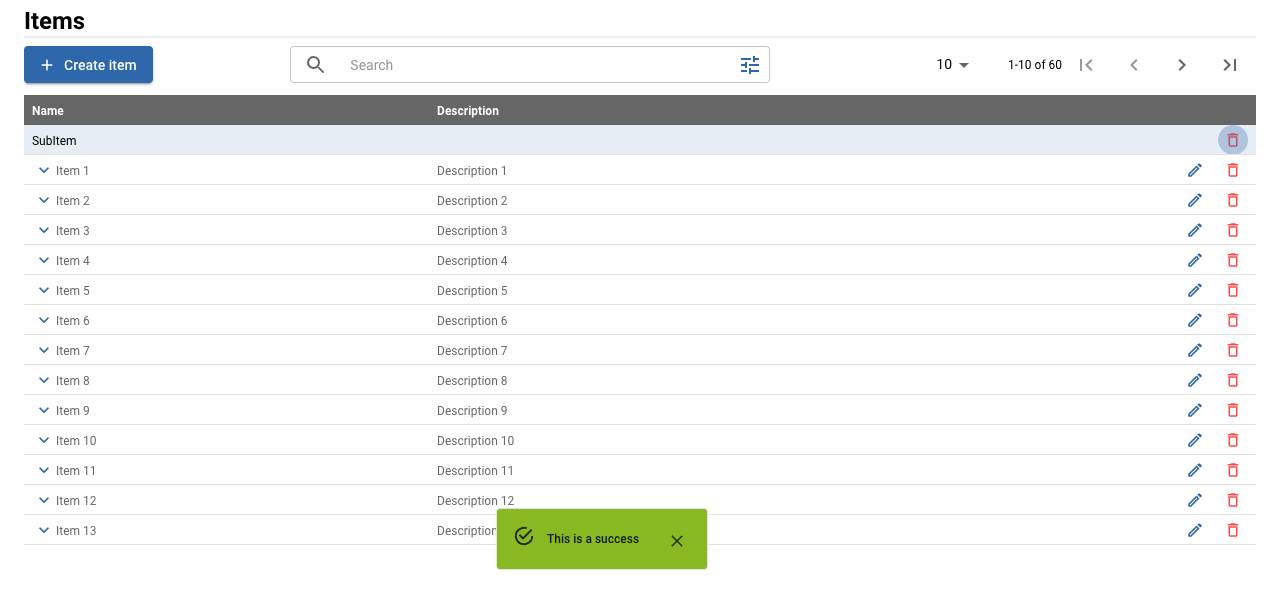 Items
Create item
Search
10
1-10 of 60
Name Description
SubItem
Item 1 Description 1
Item 2 Description 2
Item 3 Description 3
Item 4 Description 4
Item 5 Description 5
Item 6 Description 6
Item 7 Description 7
Item 8 Description 8
Item 9 Description 9
Item 10 Description 10
Item 11 Description 11
Item 12 Description 12
Item 13 Description
This is a success